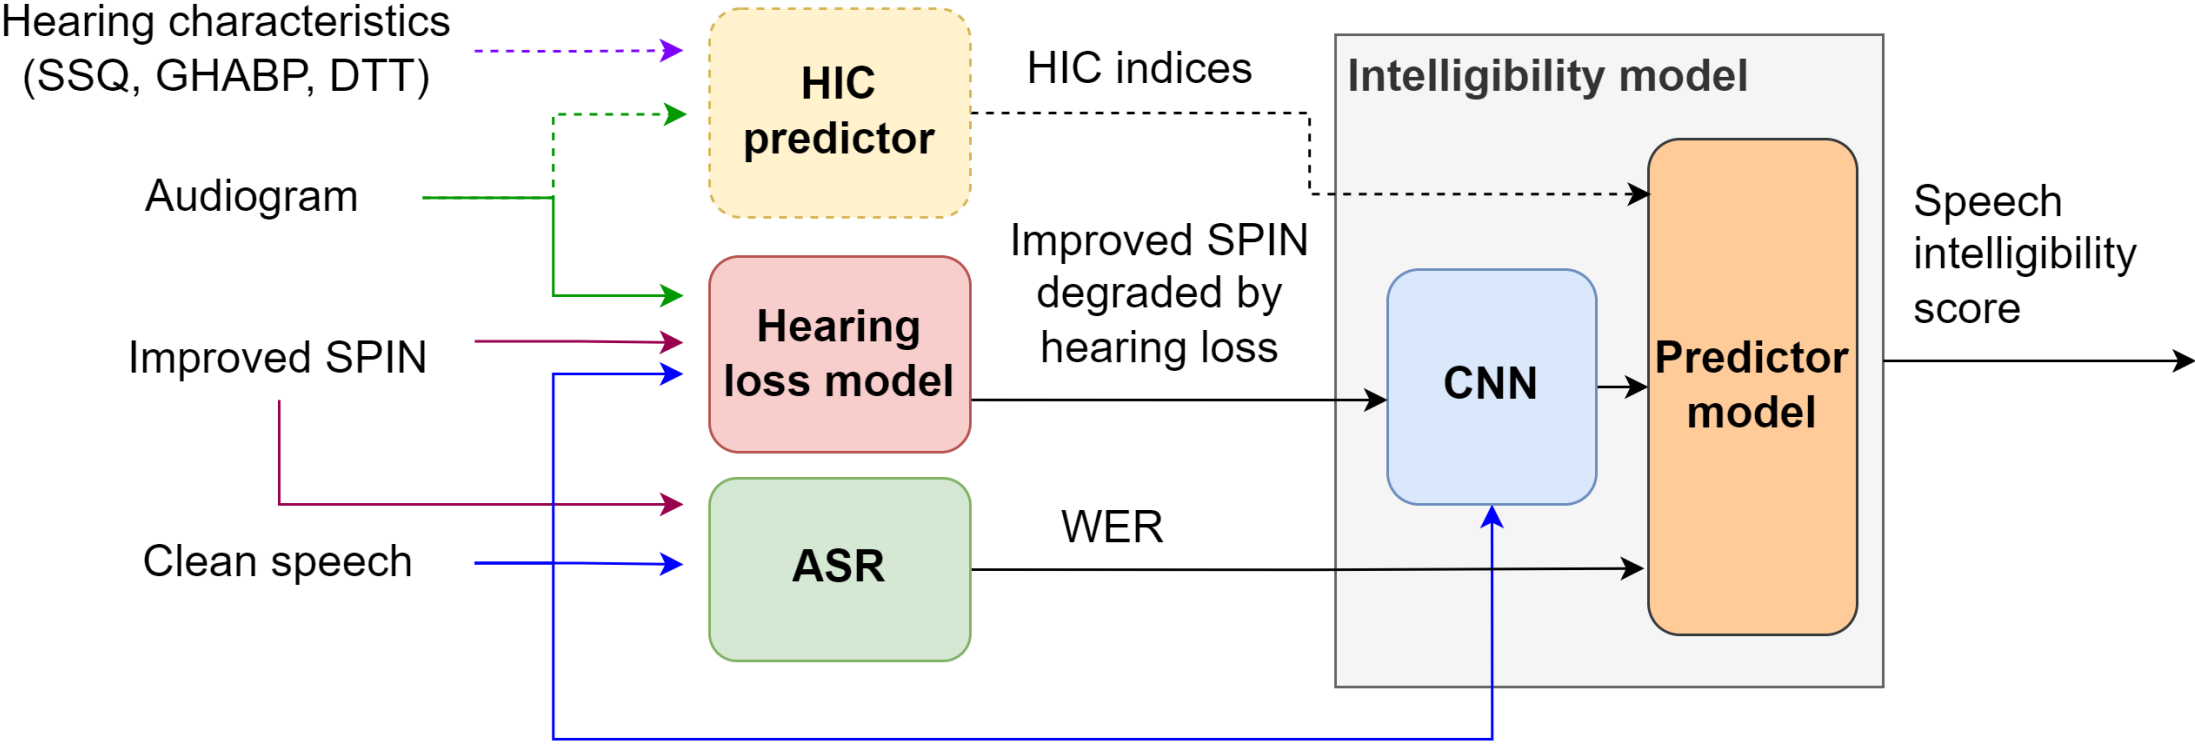 Hearing characteristics
(SSQ, GHABP, DTT)
Audiogram
Improved SPIN
Clean speech
HIC
predictor
Hearing
loss model
ASR
HIC indices
Improved SPIN
degraded by
hearing loss
WER
Intelligibility model
CNN
Predictor
model
Speech
intelligibility
score